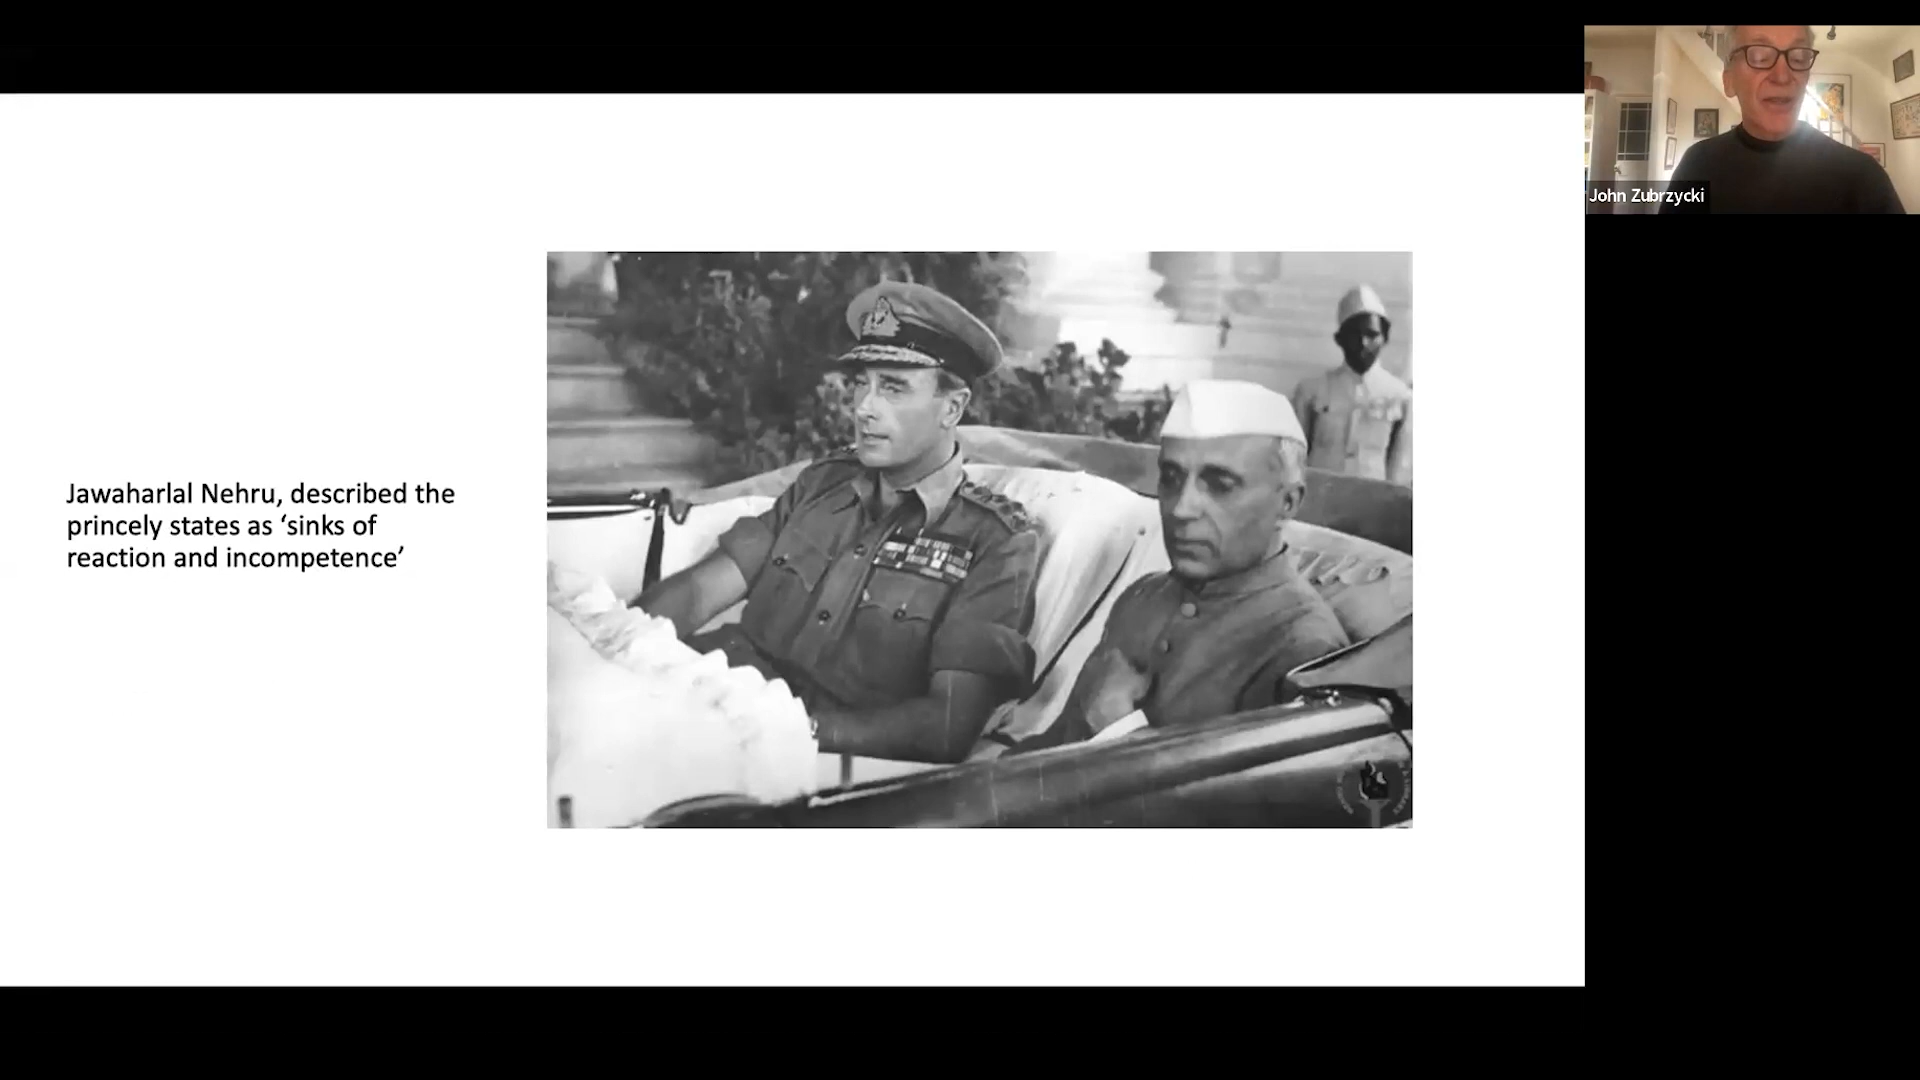 John Zubrzycki
Jawaharlal Nehru, described the
princely states as ‘sinks of
reaction and incompetence’